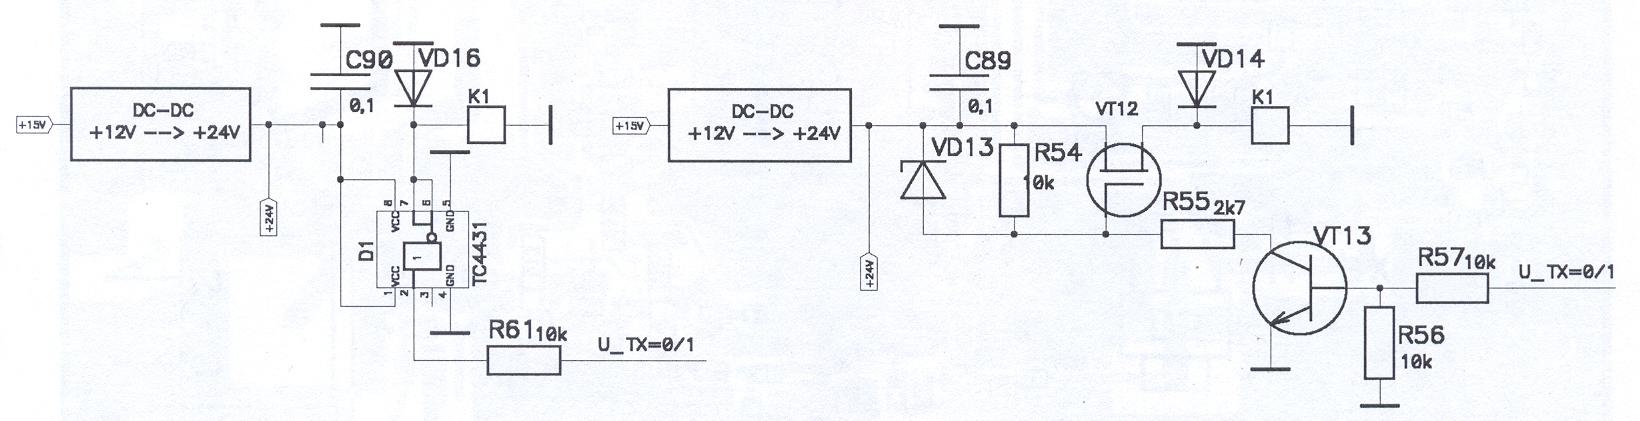 C90
VD16
0,1
K1
DC-DC
+12V --> +24V
+15V
+24V
8
7
6
5
VCC
GND
D1
1
TC4431
VCC
GND
1
2
3
4
R61 10k
U_TX=0/1
C89
VD14
0,1
VT12
K1
DC-DC
+12V --> +24V
+15V
VD13
R54
10k
+24V
R55 2k7
VT13
R57 10k
U_TX=0/1
R56
10k